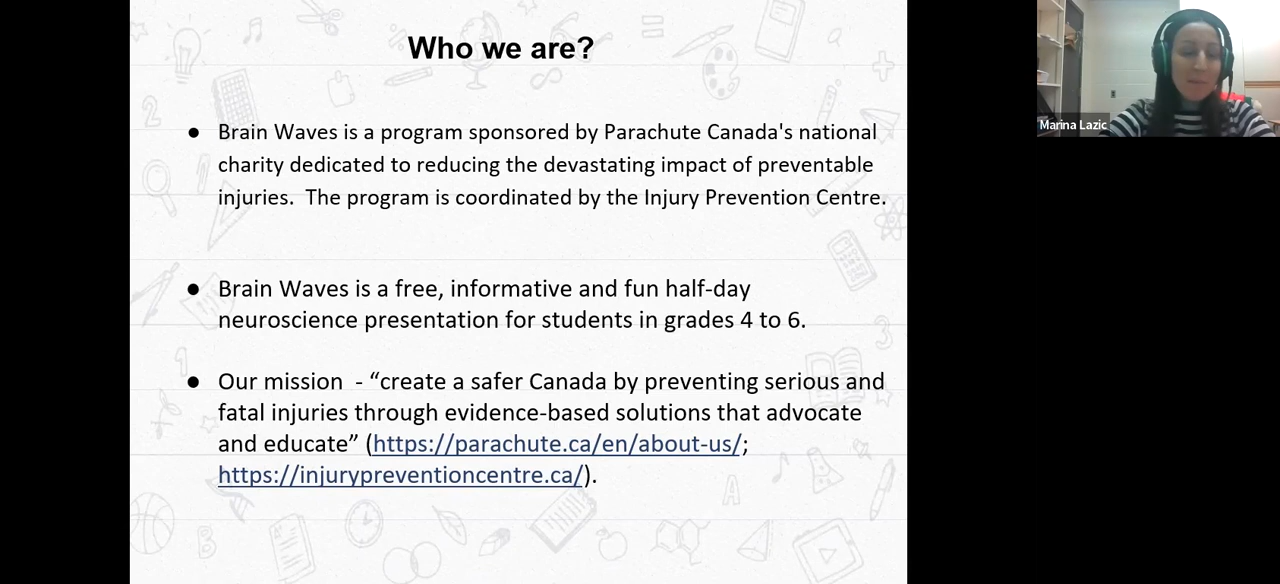 Who we are?
● Brain Waves is a program sponsored by Parachute Canada's national
charity dedicated to reducing the devastating impact of preventable
injuries.  The program is coordinated by the Injury Prevention Centre.
● Brain Waves is a free, informative and fun half-day
neuroscience presentation for students in grades 4 to 6.
● Our mission  - “create a safer Canada by preventing serious and
fatal injuries through evidence-based solutions that advocate
and educate” (https://parachute.ca/en/about-us/;
https://injurypreventioncentre.ca/).
Marina Lazic